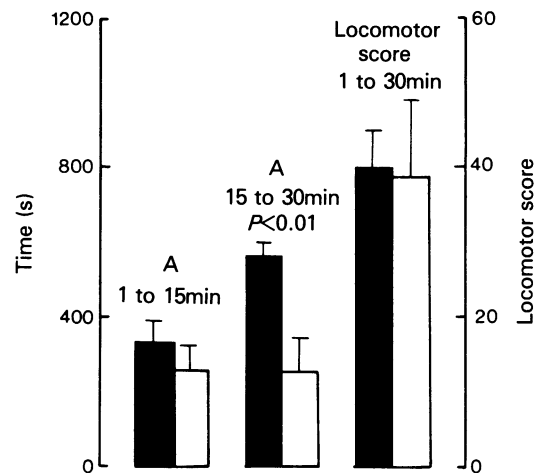 1200
60
Locomotor
score
1 to 30min
800
40
A
15 to 30min
P<0.01
Time (s)
Locomotor score
A
1 to 15min
400
20
0
0